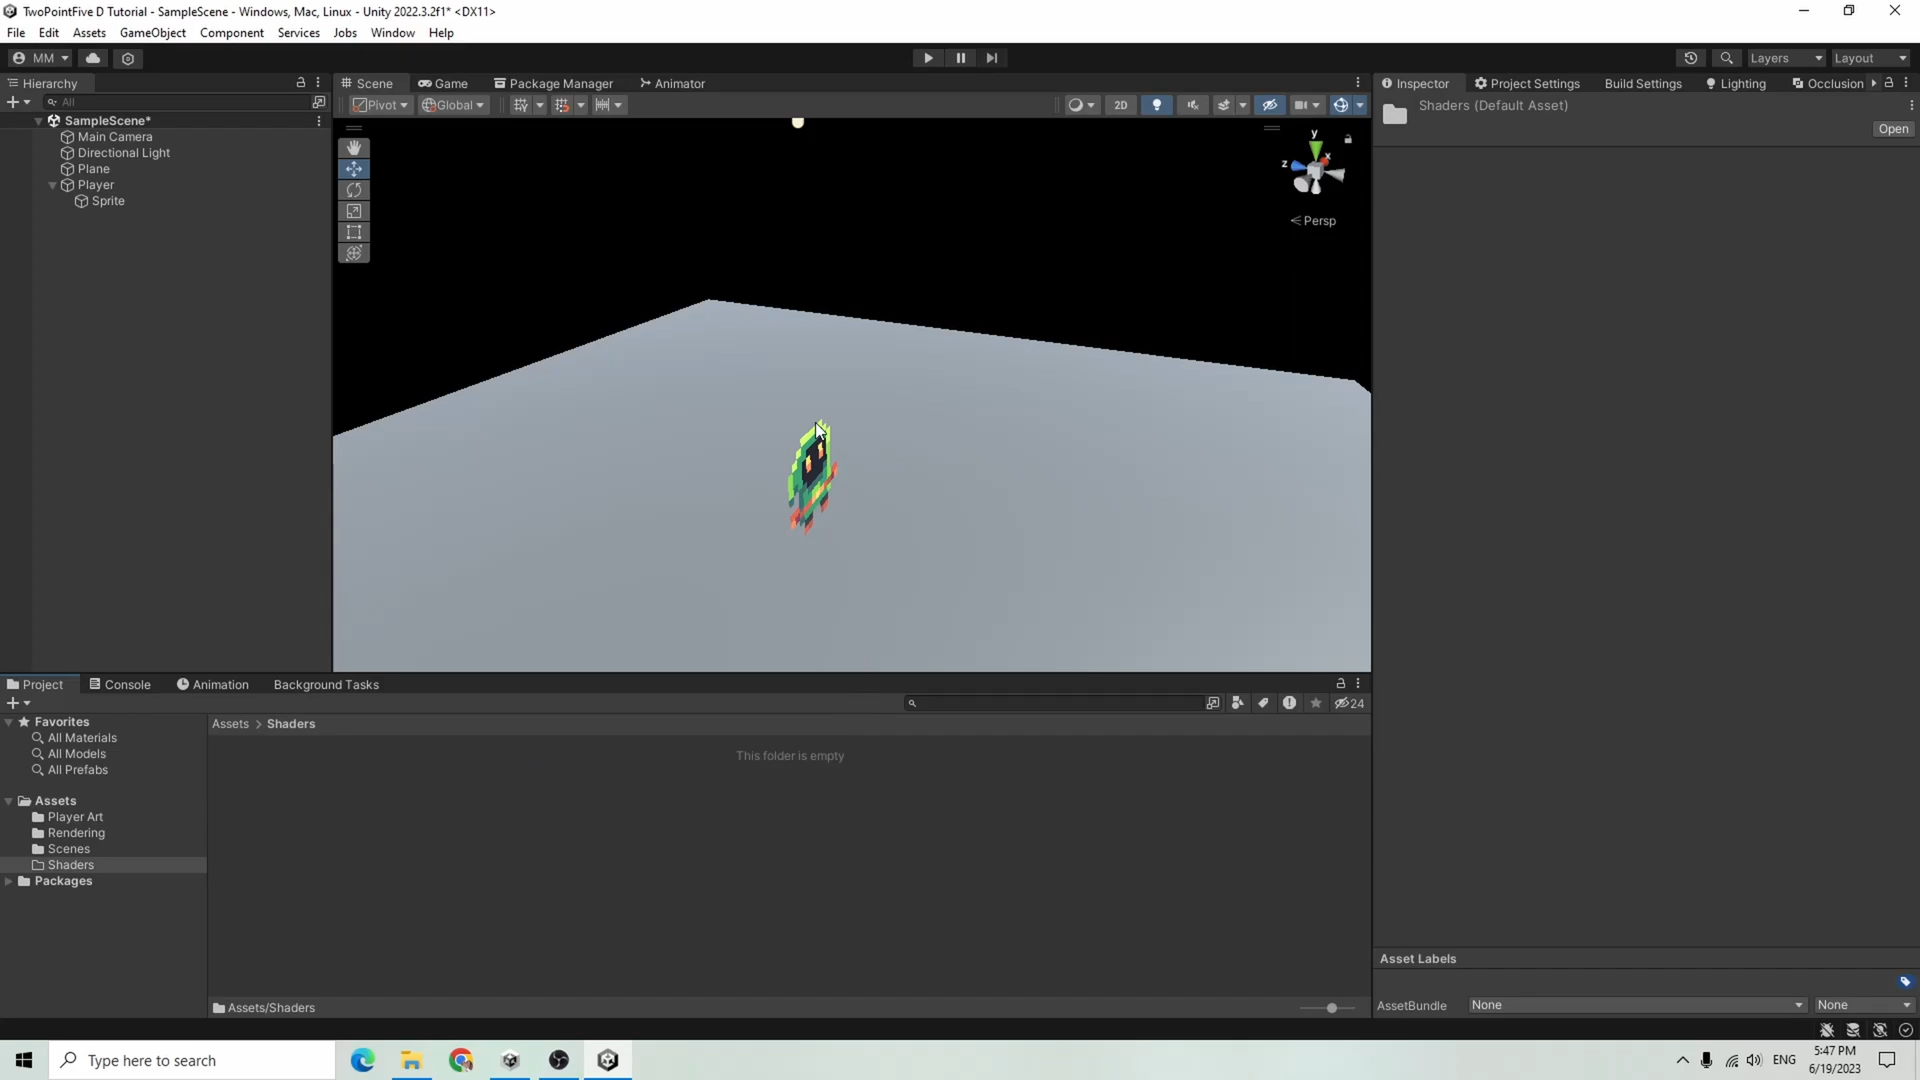 TwoPointFive D Tutorial - SampleScene - Windows, Mac, Linux - Unity 2022.3.2f1* <DX11>
File Edit Assets GameObject Component Services Jobs Window Help
MM Layers Layout
Hierarchy Scene Game Package Manager Animator Inspector Project Settings Build Settings Lighting Occlusion
All Pivot Global 2D Shaders (Default Asset)
Open
SampleScene*
Main Camera
Directional Light
Plane
Player
Sprite
y
x
z
Persp
Project Console Animation Background Tasks
24
Favorites
All Materials
All Models
All Prefabs
Assets
Player Art
Rendering
Scenes
Shaders
Packages
Assets > Shaders
This folder is empty
Assets/Shaders
Asset Labels
AssetBundle None None
Type here to search
ENG
5:47 PM
6/19/2023